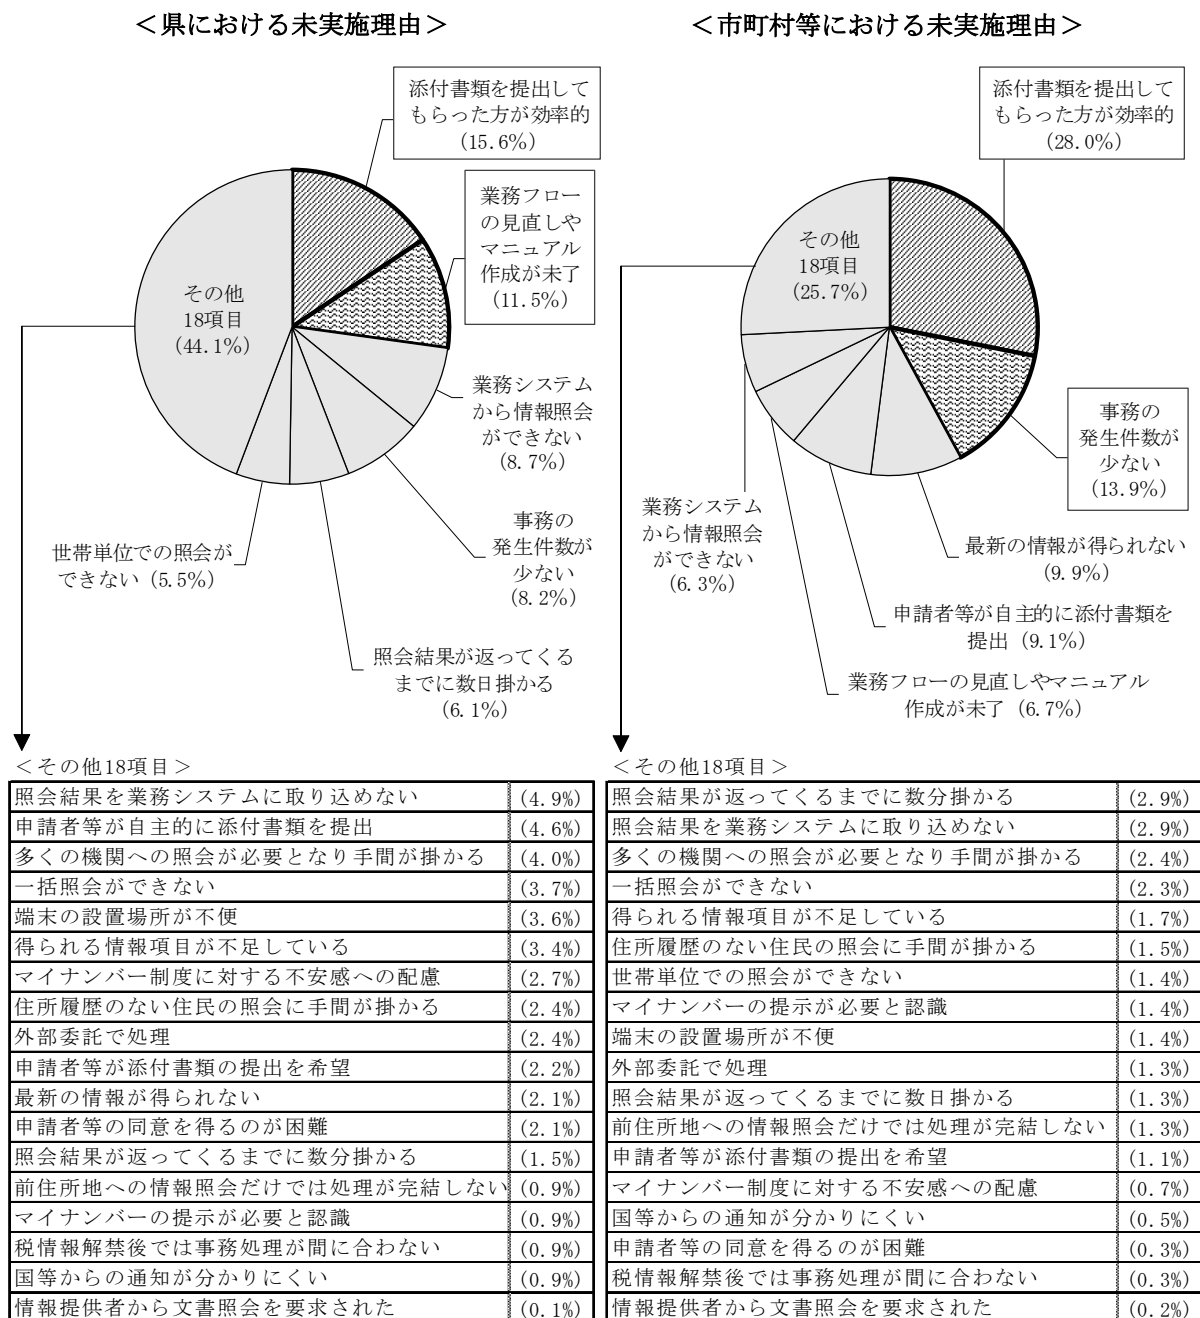 ＜県における未実施理由＞
添付書類を提出して
もらった方が効率的
(15.6%)
業務フロー
の見直しや
マニュアル
作成が未了
(11.5%)
その他
18項目
(44.1%)
業務システム
から情報照会
ができない
(8.7%)
事務の
発生件数が
少ない
(8.2%)
世帯単位での照会が
できない (5.5%)
照会結果が返ってくる
までに数日掛かる
(6.1%)
＜その他18項目＞
照会結果を業務システムに取り込めない (4.9%)
申請者等が自主的に添付書類を提出 (4.6%)
多くの機関への照会が必要となり手間が掛かる (4.0%)
一括照会ができない (3.7%)
端末の設置場所が不便 (3.6%)
得られる情報項目が不足している (3.4%)
マイナンバー制度に対する不安感への配慮 (2.7%)
住所履歴のない住民の照会に手間が掛かる (2.4%)
外部委託で処理 (2.4%)
申請者等が添付書類の提出を希望 (2.2%)
最新の情報が得られない (2.1%)
申請者等の同意を得るのが困難 (2.1%)
照会結果が返ってくるまでに数分掛かる (1.5%)
前住所地への情報照会だけでは処理が完結しない (0.9%)
マイナンバーの提示が必要と認識 (0.9%)
税情報解禁後では事務処理が間に合わない (0.9%)
国等からの通知が分かりにくい (0.9%)
情報提供者から文書照会を要求された (0.1%)
＜市町村等における未実施理由＞
添付書類を提出して
もらった方が効率的
(28.0%)
その他
18項目
(25.7%)
事務の
発生件数が
少ない
(13.9%)
業務システム
から情報照会
ができない
(6.3%)
最新の情報が得られない
(9.9%)
申請者等が自主的に添付書類を
提出 (9.1%)
業務フローの見直しやマニュアル
作成が未了 (6.7%)
＜その他18項目＞
照会結果が返ってくるまでに数分掛かる (2.9%)
照会結果を業務システムに取り込めない (2.9%)
多くの機関への照会が必要となり手間が掛かる (2.4%)
一括照会ができない (2.3%)
得られる情報項目が不足している (1.7%)
住所履歴のない住民の照会に手間が掛かる (1.5%)
世帯単位での照会ができない (1.4%)
マイナンバーの提示が必要と認識 (1.4%)
端末の設置場所が不便 (1.4%)
外部委託で処理 (1.3%)
照会結果が返ってくるまでに数日掛かる (1.3%)
前住所地への情報照会だけでは処理が完結しない (1.3%)
申請者等が添付書類の提出を希望 (1.1%)
マイナンバー制度に対する不安感への配慮 (0.7%)
国等からの通知が分かりにくい (0.5%)
申請者等の同意を得るのが困難 (0.3%)
税情報解禁後では事務処理が間に合わない (0.3%)
情報提供者から文書照会を要求された (0.2%)